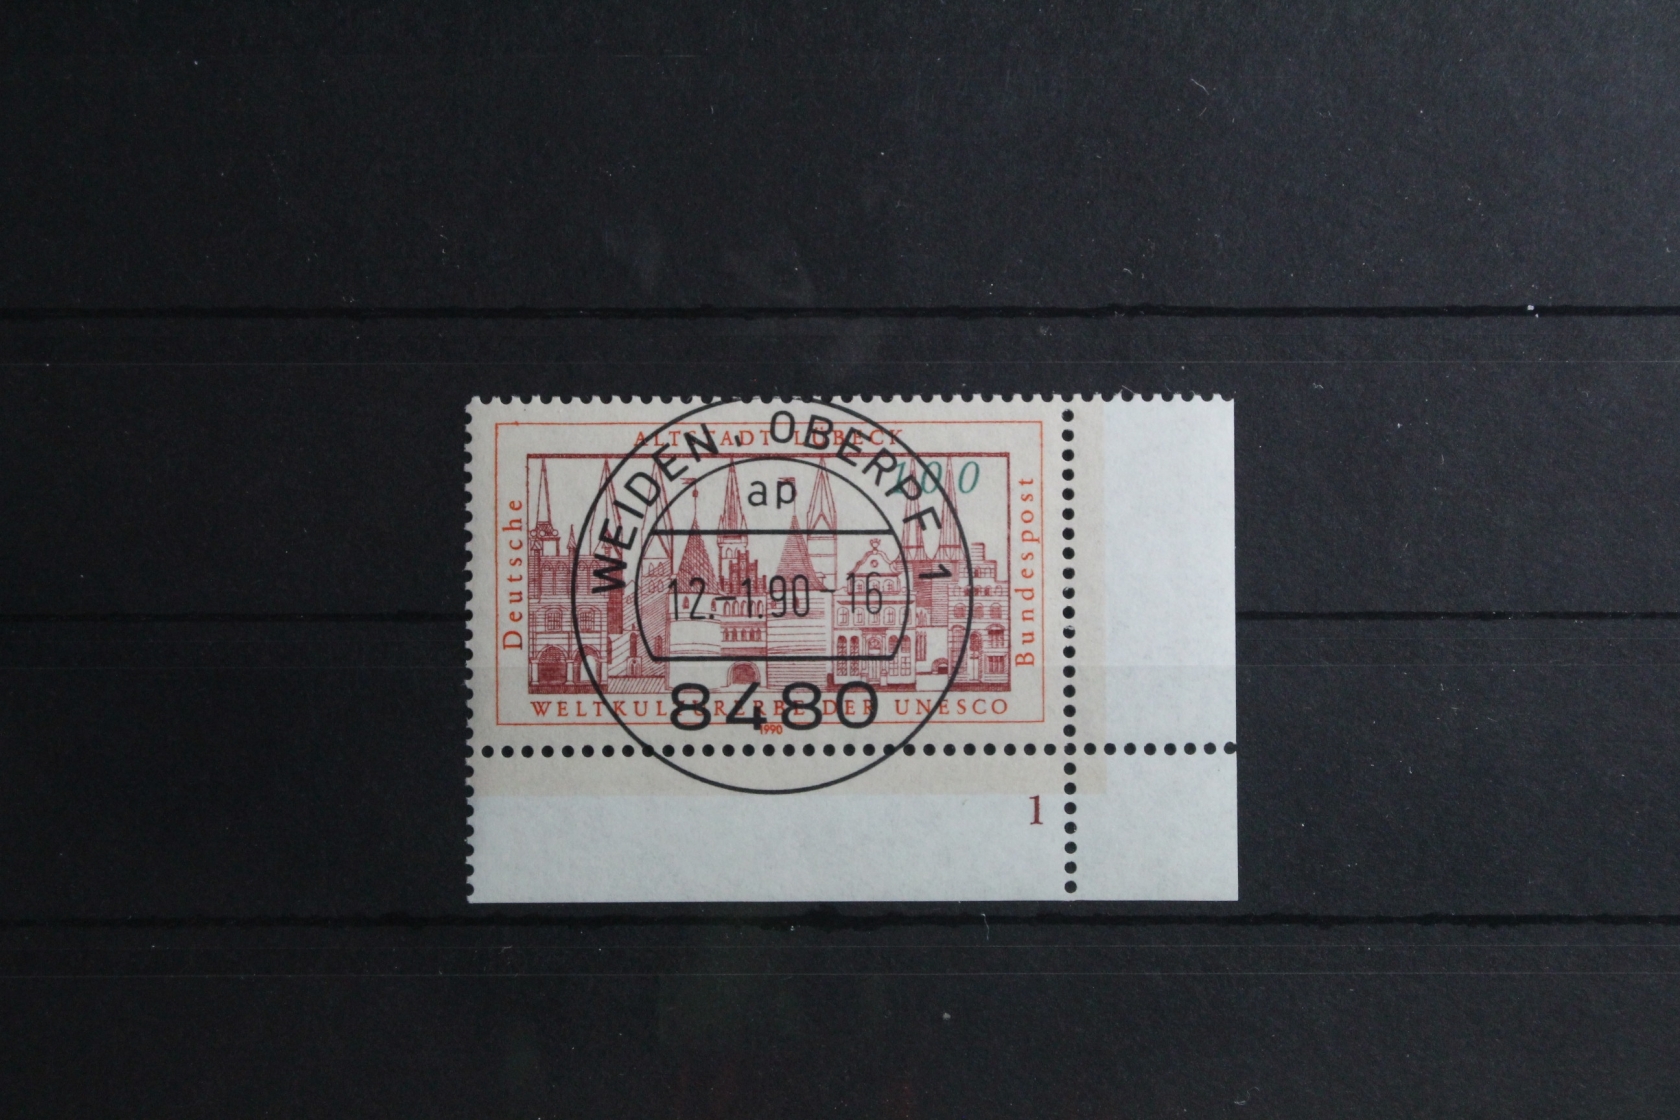 ALTSTADT LÜBECK
100
Deutsche
Bundespost
WELTKULTURERBE DER UNESCO
1990
WEIDEN, OBERPF 1
ap
12.-1.90-16
8480
1